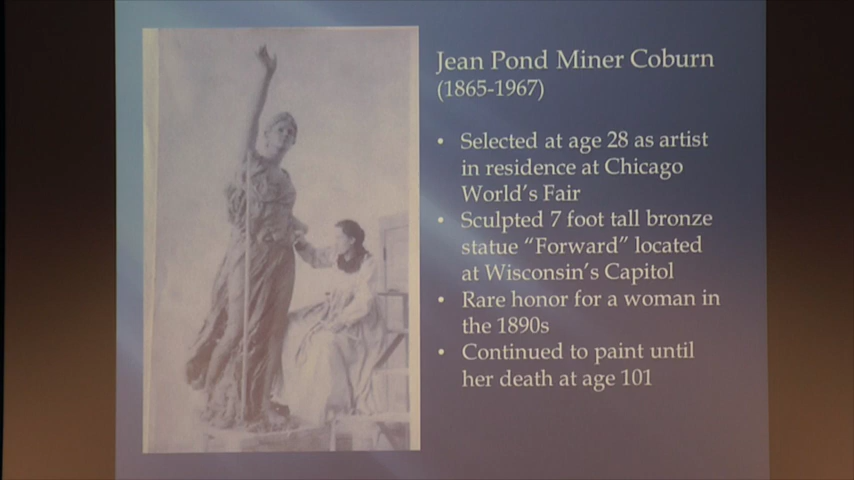 Jean Pond Miner Coburn
(1865-1967)
• Selected at age 28 as artist
in residence at Chicago
World's Fair
• Sculpted 7 foot tall bronze
statue “Forward” located
at Wisconsin's Capitol
• Rare honor for a woman in
the 1890s
• Continued to paint until
her death at age 101